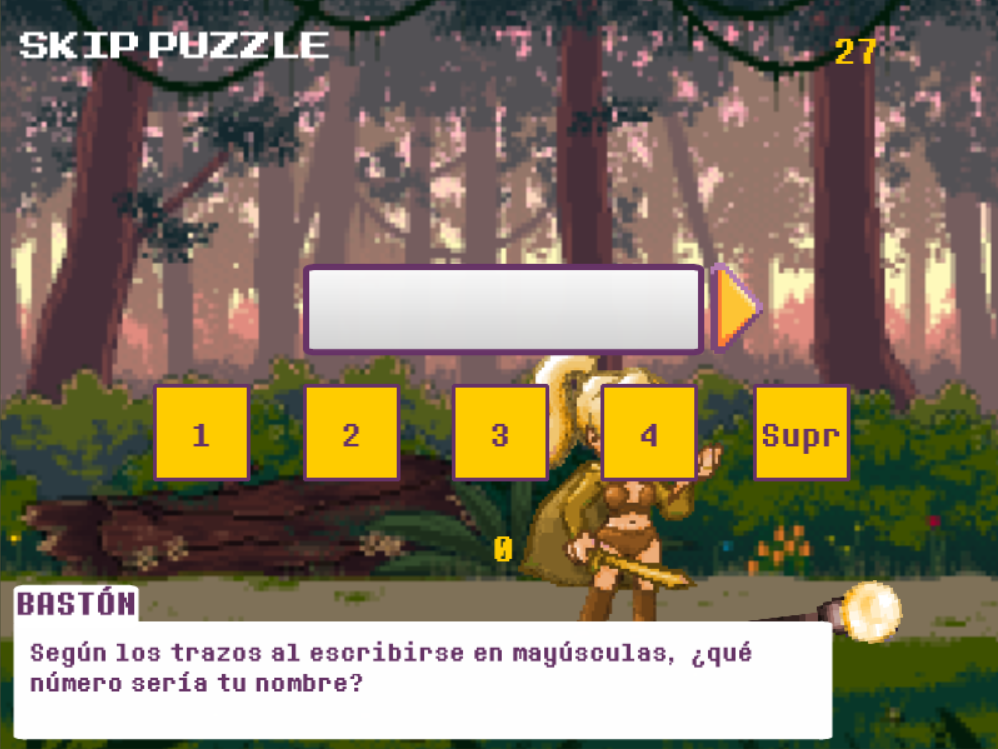 SKIP PUZZLE
27
1 2 3 4 Supr
0
BASTÓN
Según los trazos al escribirse en mayúsculas, ¿qué
número sería tu nombre?